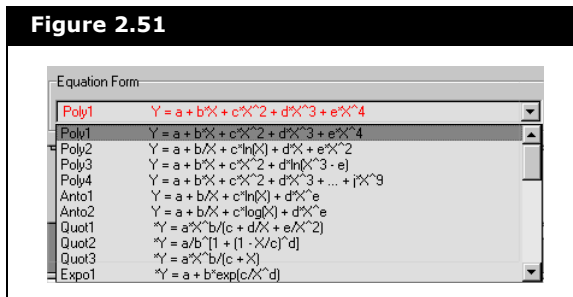 Figure 2.51
Equation Form
Poly1 Y = a + b*X + c*X^2 + d*X^3 + e*X^4
Poly1 Y = a + b*X + c*X^2 + d*X^3 + e*X^4
Poly2 Y = a + b/X + c*ln(X) + d*X + e*X^2
Poly3 Y = a + b*X + c*X^2 + d*ln(X^3 - e)
Poly4 Y = a + b*X + c*X^2 + d*X^3 + ... + j*X^9
Anto1 Y = a + b/X + c*ln(X) + d*X^e
Anto2 Y = a + b/X + c*log(X) + d*X^e
Quot1 *Y = a*X^b/(c + d/X + e/X^2)
Quot2 *Y = a/b^[1 + (1 - X/c)^d]
Quot3 *Y = a*X^b/(c + X)
Expo1 *Y = a + b*exp(c/X^d)